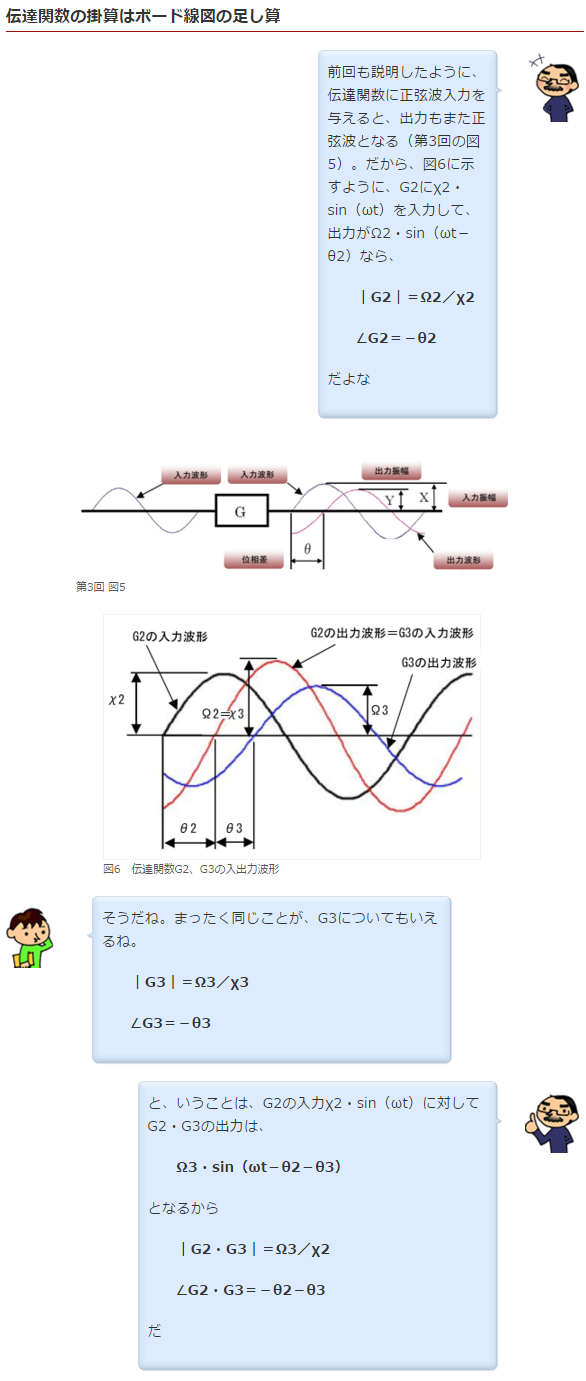 伝達関数の掛算はボード線図の足し算
前回も説明したように、
伝達関数に正弦波入力を
与えると、出力もまた正
弦波となる（第3回の図
5）。だから、図6に示
すように、G2にχ2・
sin（ωt）を入力して、
出力がΩ2・sin（ωt－
θ2）なら、
｜G2｜＝Ω2／χ2
∠G2＝－θ2
だよな
入力波形
入力波形
出力振幅
G
Y
X
入力振幅
位相差
θ
出力波形
第3回 図5
G2の入力波形
G2の出力波形＝G3の入力波形
G3の出力波形
χ2
Ω2=χ3
Ω3
θ2
θ3
図6　伝達関数G2、G3の入出力波形
そうだね。まったく同じことが、G3についてもいえ
るね。
｜G3｜＝Ω3／χ3
∠G3＝－θ3
と、いうことは、G2の入力χ2・sin（ωt）に対して
G2・G3の出力は、
Ω3・sin（ωt－θ2－θ3）
となるから
｜G2・G3｜＝Ω3／χ2
∠G2・G3＝－θ2－θ3
だ